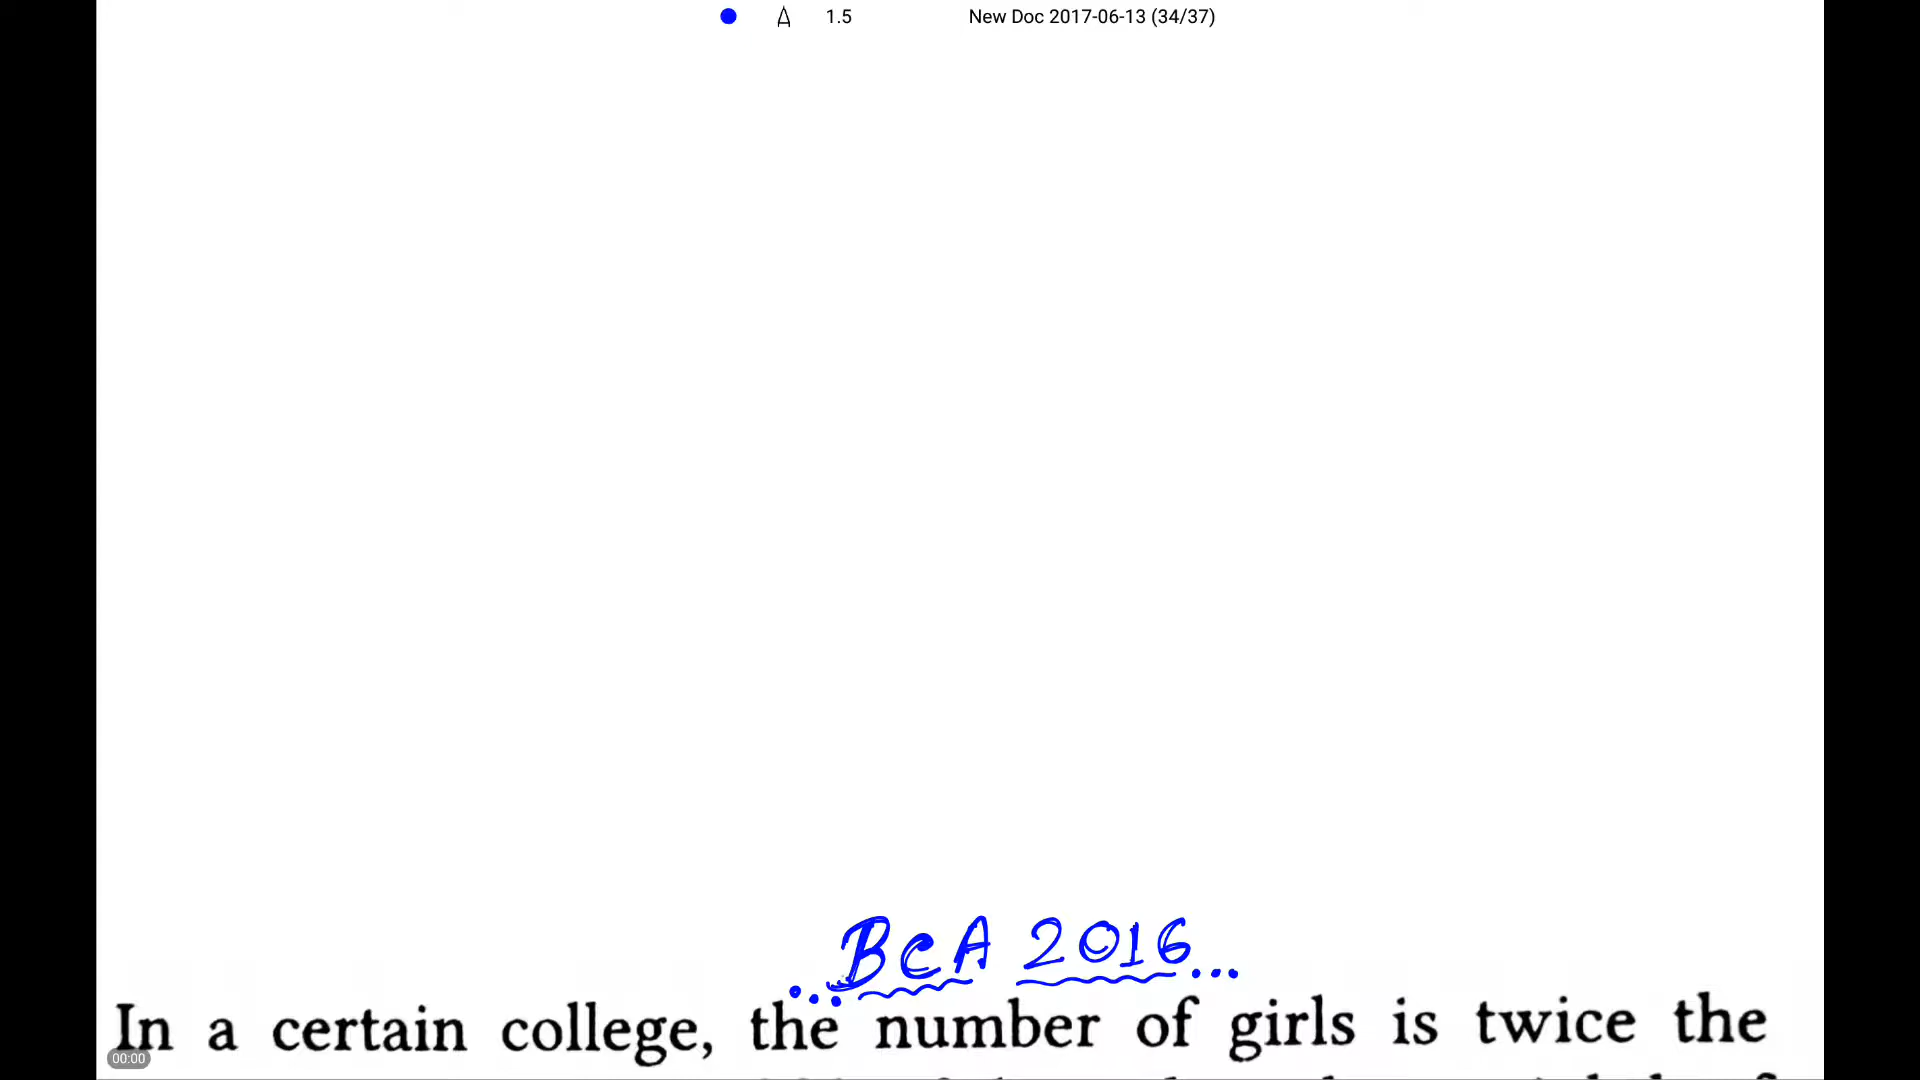 1.5 New Doc 2017-06-13 (34/37)
...BCA 2016...
In a certain college, the number of girls is twice the
00:00